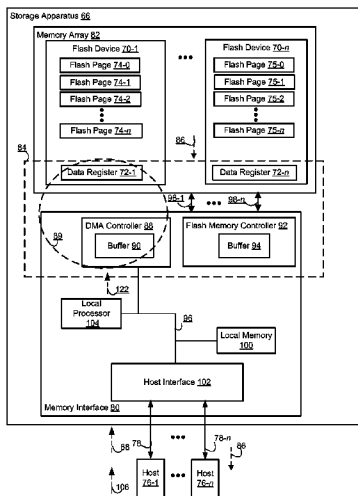 Storage Apparatus 66
Memory Array 82
Flash Device 70-1
Flash Page 74-0
Flash Page 74-1
Flash Page 74-2
Flash Page 74-n
Flash Device 70-n
Flash Page 75-0
Flash Page 75-1
Flash Page 75-2
Flash Page 75-n
84
86
Data Register 72-1
Data Register 72-n
98-1
98-n
DMA Controller 88
Buffer 90
Flash Memory Controller 92
Buffer 94
89
122
Local Processor 104
96
Local Memory 100
Host Interface 102
Memory Interface 80
68
78
78-n
86
106
Host 76-1
Host 76-n